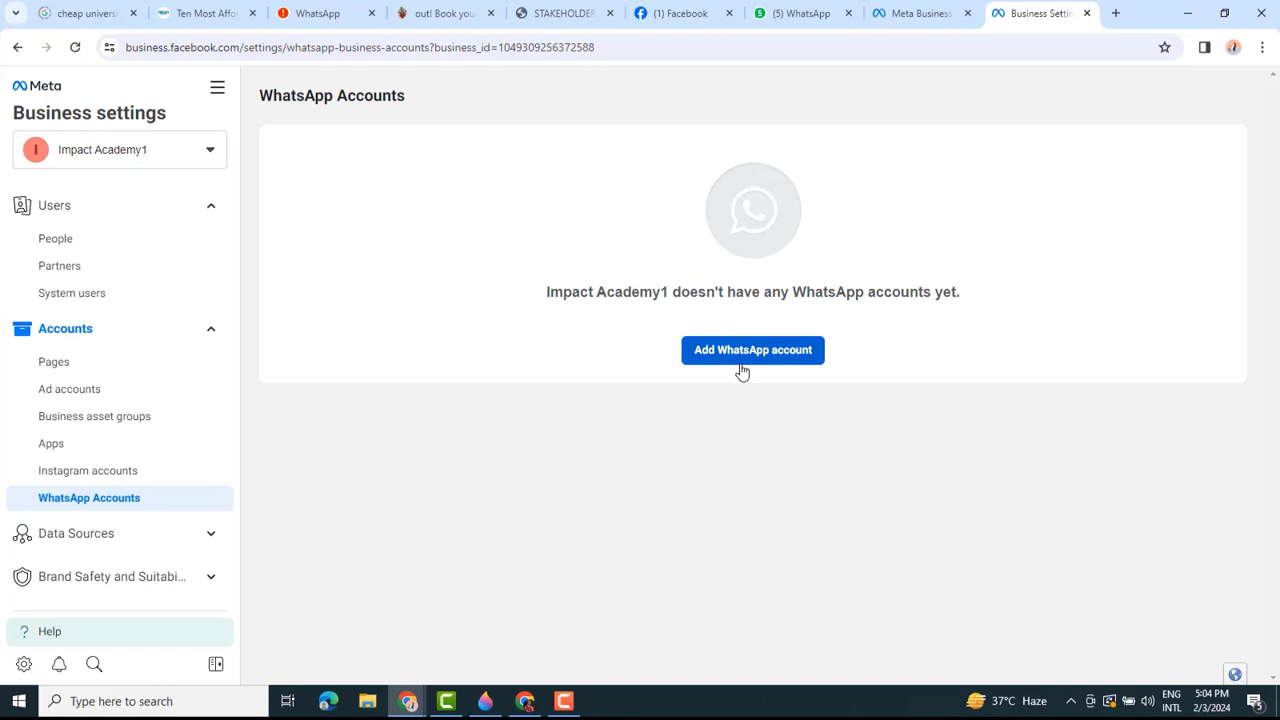 cheap univers
Ten Most Affor
WhatsApp
out! Book you
STAKEHOLDER
(1) Facebook
(5) WhatsApp
Meta Business
Business Setti
business.facebook.com/settings/whatsapp-business-accounts?business_id=1049309256372588
Meta
Business settings
I
Impact Academy1
Users
People
Partners
System users
Accounts
Pages
Ad accounts
Business asset groups
Apps
Instagram accounts
WhatsApp Accounts
Data Sources
Brand Safety and Suitabi...
? Help
WhatsApp Accounts
Impact Academy1 doesn't have any WhatsApp accounts yet.
Add WhatsApp account
Type here to search
37°C Haze
ENG
INTL
5:04 PM
2/3/2024